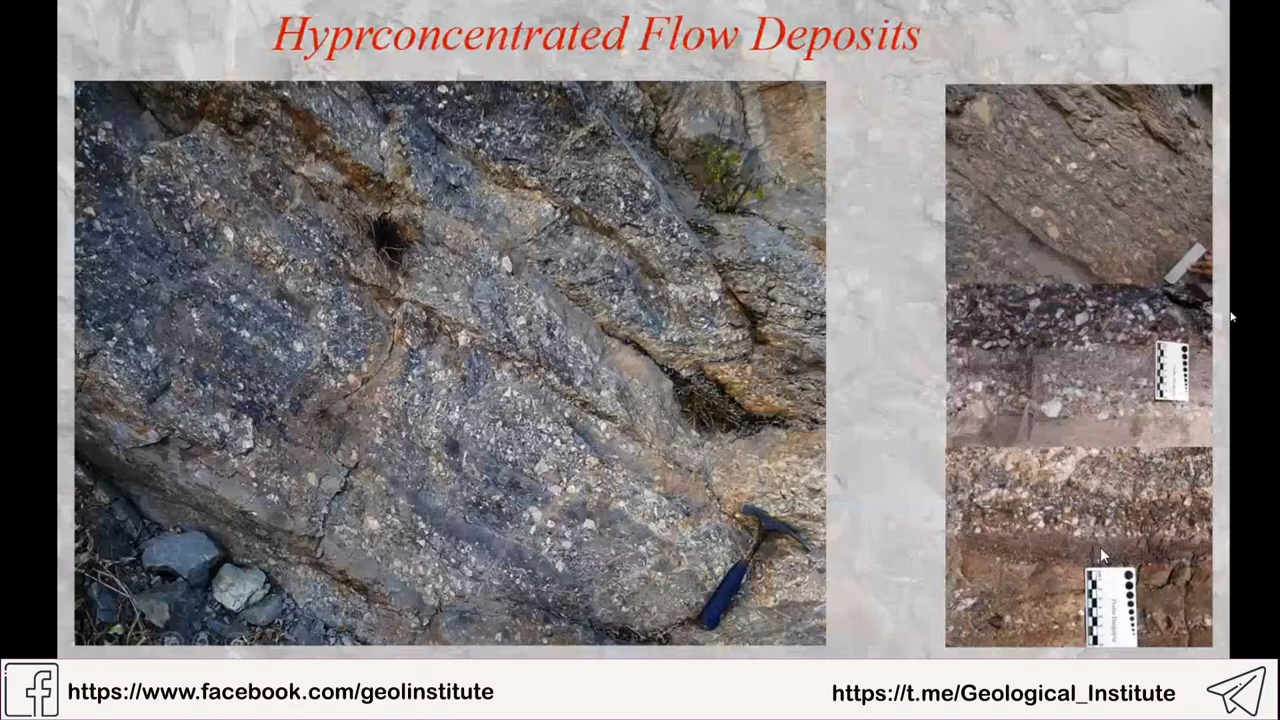 Hyprconcentrated Flow Deposits
https://www.facebook.com/geolinstitute
https://t.me/Geological_Institute